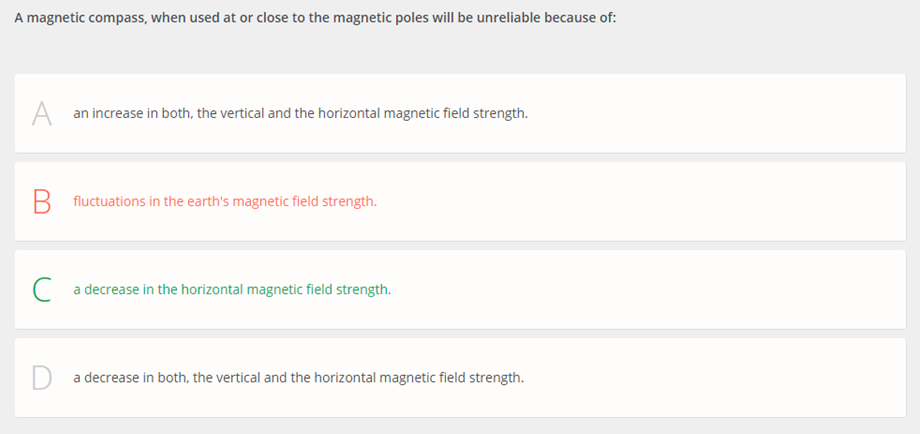 A magnetic compass, when used at or close to the magnetic poles will be unreliable because of:
A
an increase in both, the vertical and the horizontal magnetic field strength.
B
fluctuations in the earth's magnetic field strength.
C
a decrease in the horizontal magnetic field strength.
D
a decrease in both, the vertical and the horizontal magnetic field strength.